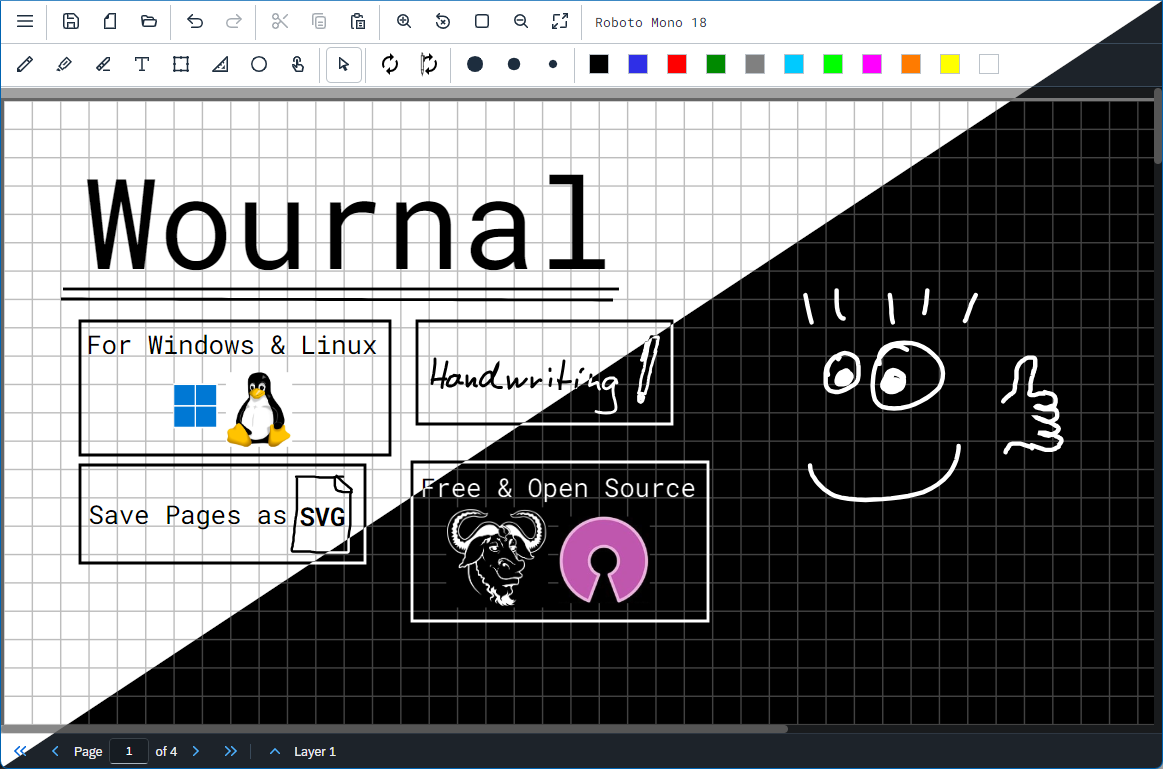 Roboto Mono 18
Wournal
For Windows & Linux
Handwriting
Save Pages as SVG
Free & Open Source
Page 1 of 4 Layer 1